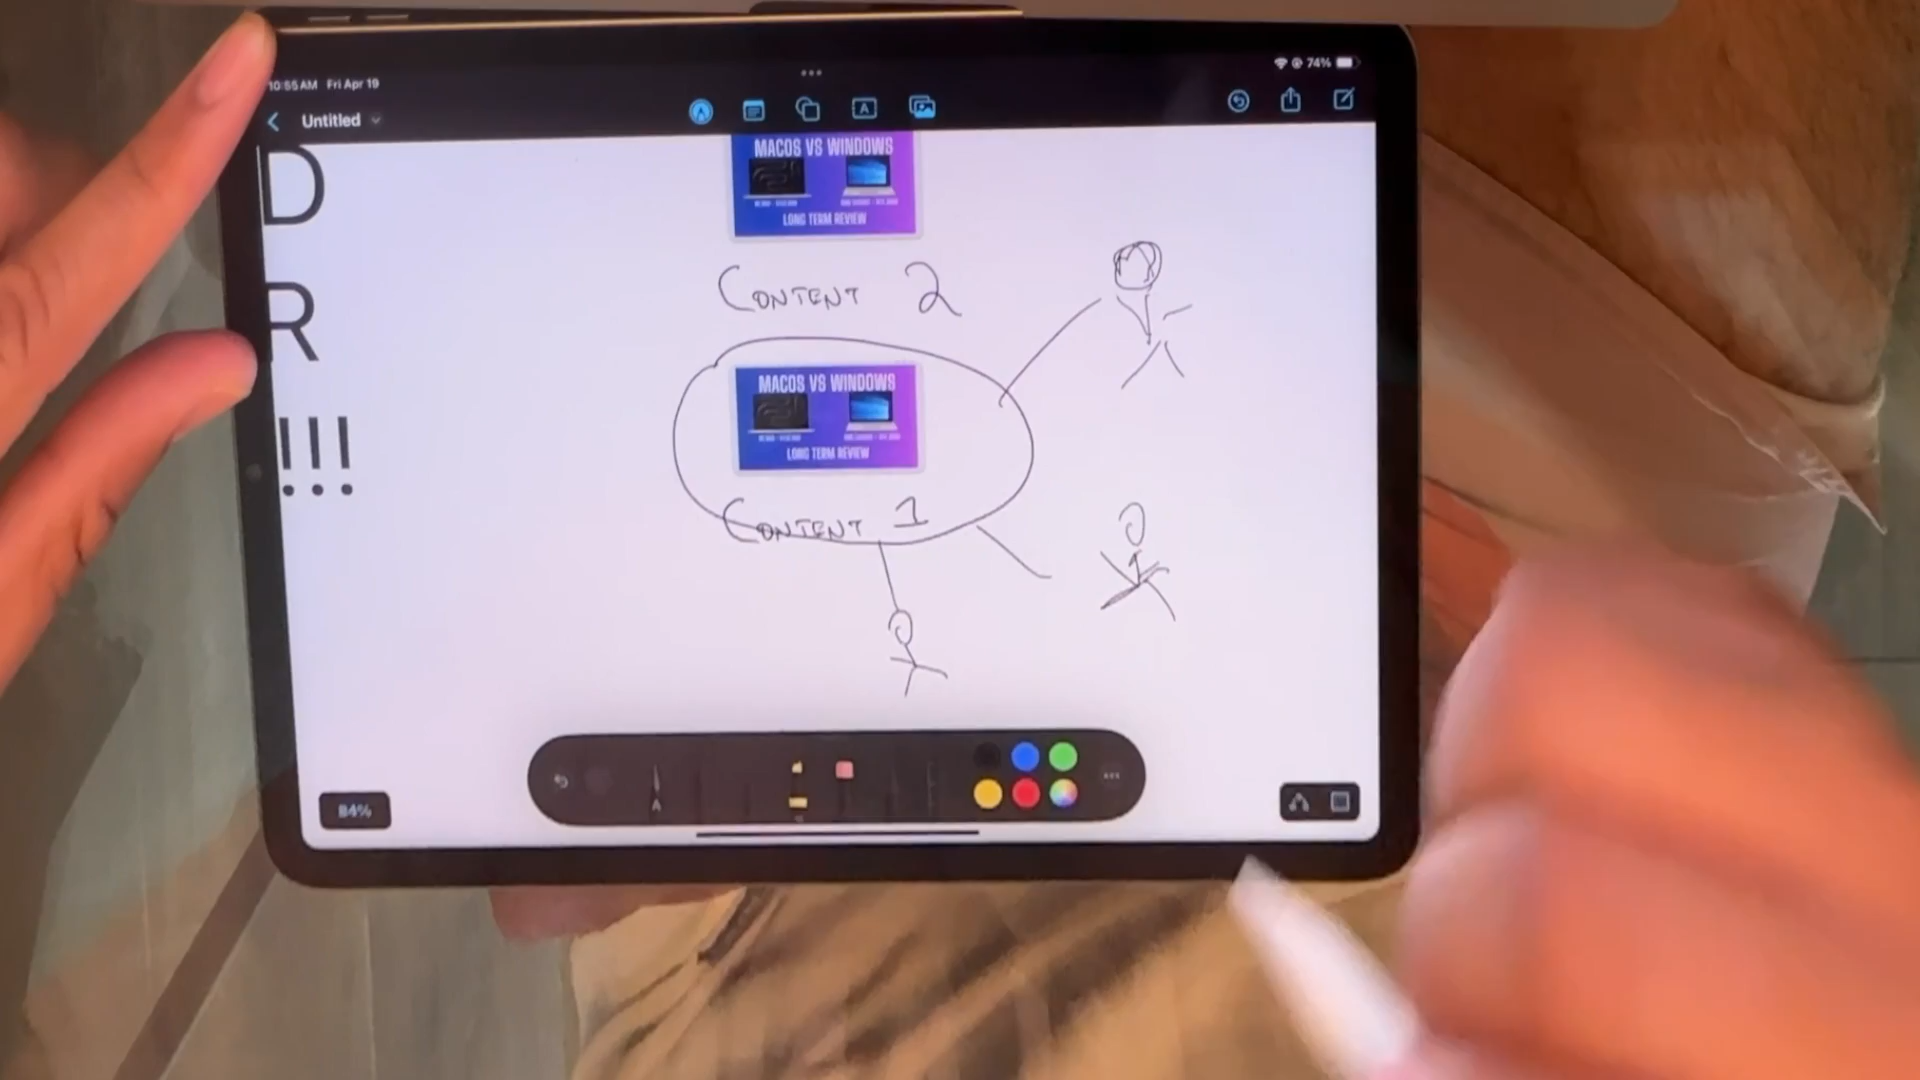 10:55 AM Fri Apr 19
74%
Untitled
A
D
R
!!!
MACOS VS WINDOWS
LONG TERM REVIEW
CONTENT 2
MACOS VS WINDOWS
LONG TERM REVIEW
CONTENT 1
A
84%